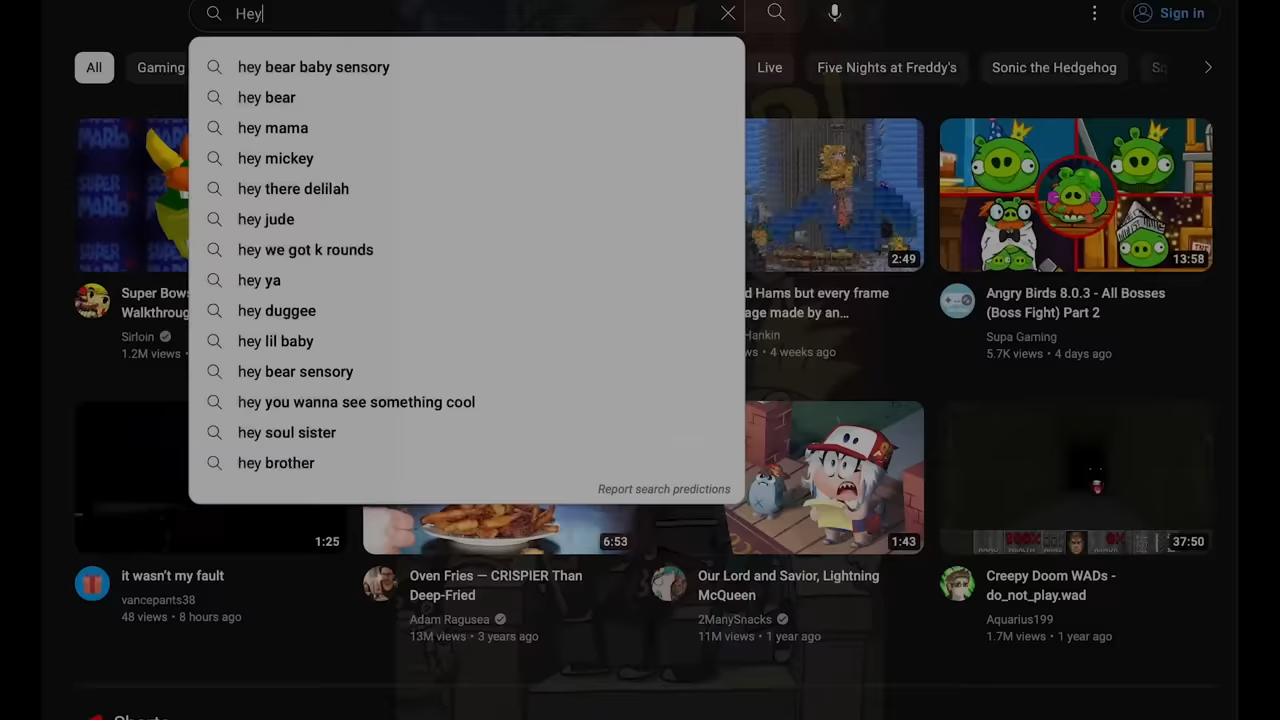 Hey
Sign in
All
Gaming
Live
Five Nights at Freddy's
Sonic the Hedgehog
hey bear baby sensory
hey bear
hey mama
hey mickey
hey there delilah
hey jude
hey we got k rounds
hey ya
hey duggee
hey lil baby
hey bear sensory
hey you wanna see something cool
hey soul sister
hey brother
Report search predictions
SUPER
MARIO
SUPER
MARIO
2:49
13:58
Super Bows
Walkthroug
Sirloin
1.2M views •
d Hams but every frame
age made by an...
Hankin
ws • 4 weeks ago
Angry Birds 8.0.3 - All Bosses
(Boss Fight) Part 2
Supa Gaming
5.7K views • 4 days ago
1:25
6:53
1:43
37:50
it wasn't my fault
vancepants38
48 views • 8 hours ago
Oven Fries — CRISPIER Than
Deep-Fried
Adam Ragusea
13M views • 3 years ago
Our Lord and Savior, Lightning
McQueen
2ManySnacks
11M views • 1 year ago
Creepy Doom WADs -
do_not_play.wad
Aquarius199
1.7M views • 1 year ago